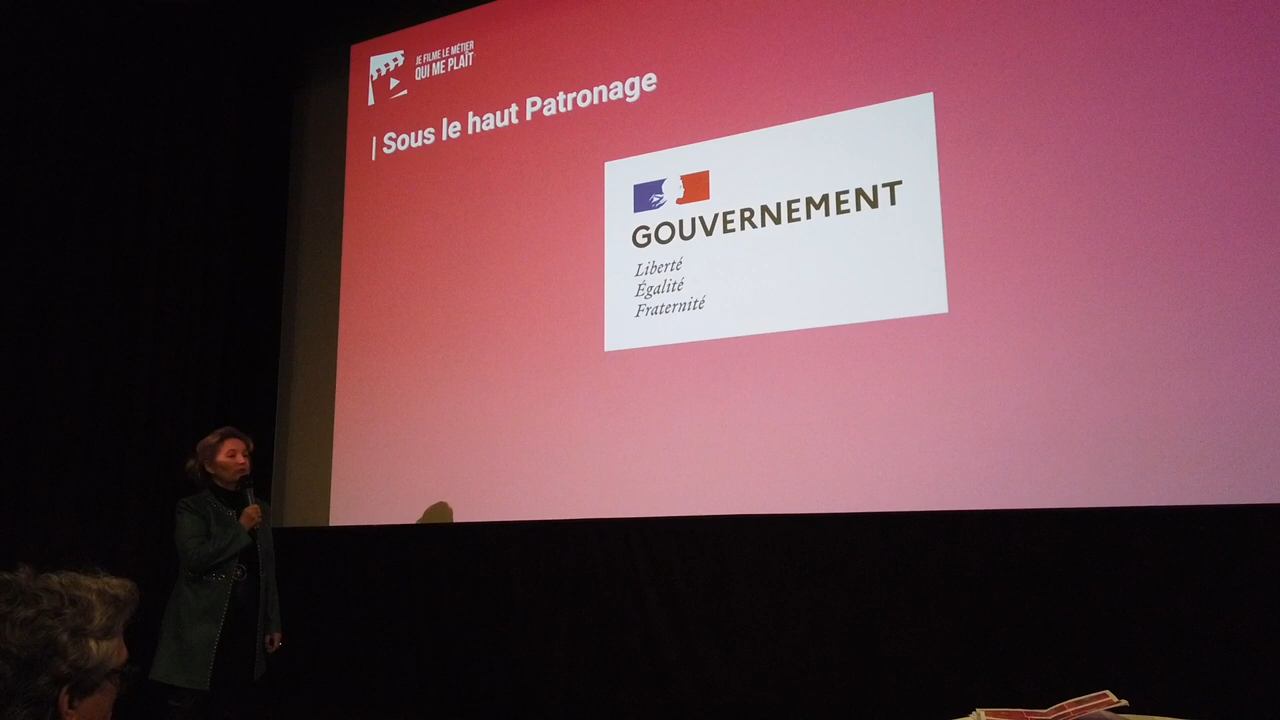 JE FILME LE MÉTIER
QUI ME PLAÎT
| Sous le haut Patronage
GOUVERNEMENT
Liberté
Égalité
Fraternité